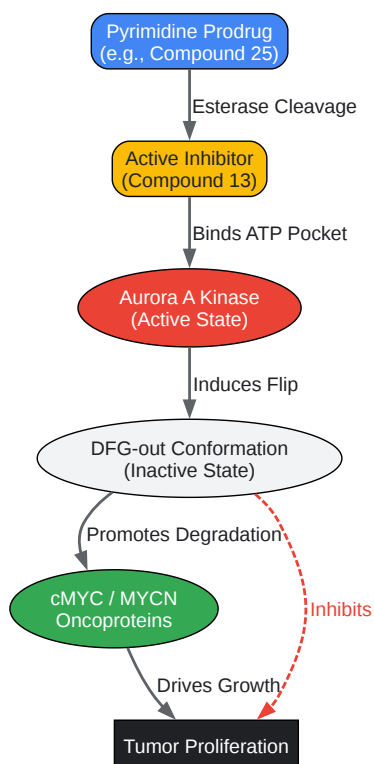 Pyrimidine Prodrug
(e.g., Compound 25)
Esterase Cleavage
Active Inhibitor
(Compound 13)
Binds ATP Pocket
Aurora A Kinase
(Active State)
Induces Flip
DFG-out Conformation
(Inactive State)
Promotes Degradation
cMYC / MYCN
Oncoproteins
Inhibits
Drives Growth
Tumor Proliferation